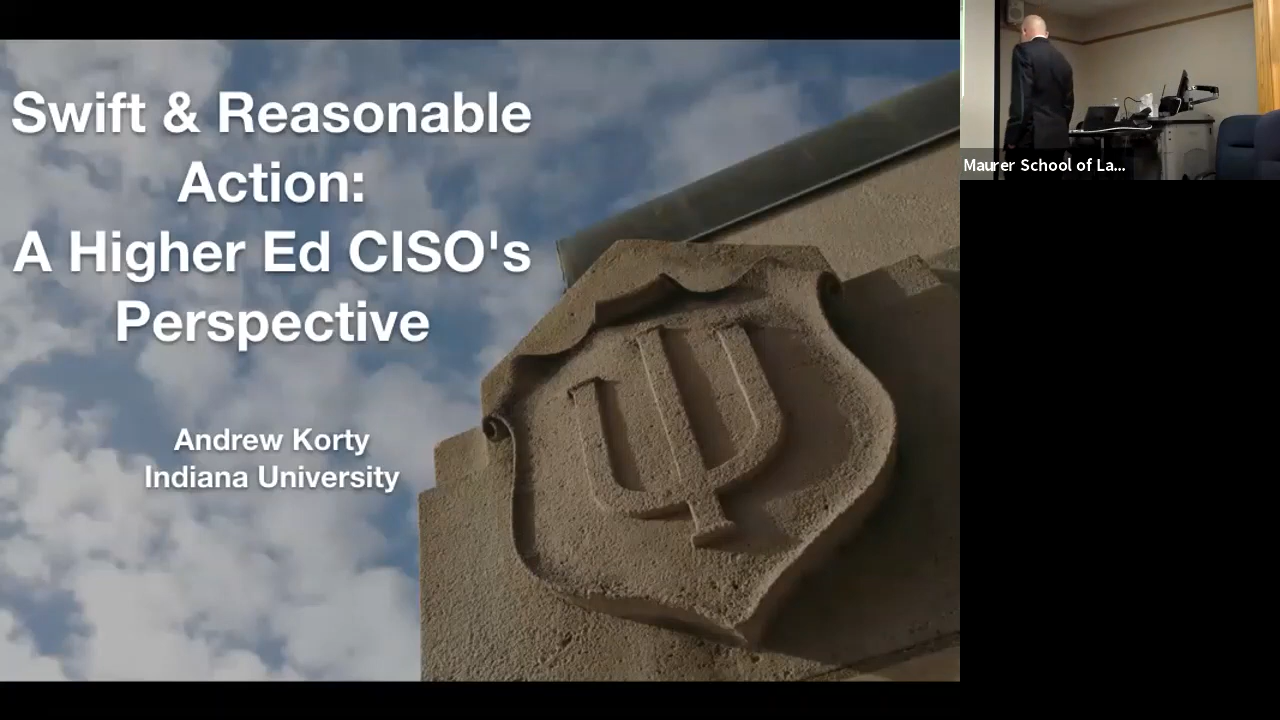 Swift & Reasonable
Action:
A Higher Ed CISO's
Perspective
Andrew Korty
Indiana University
Maurer School of La...